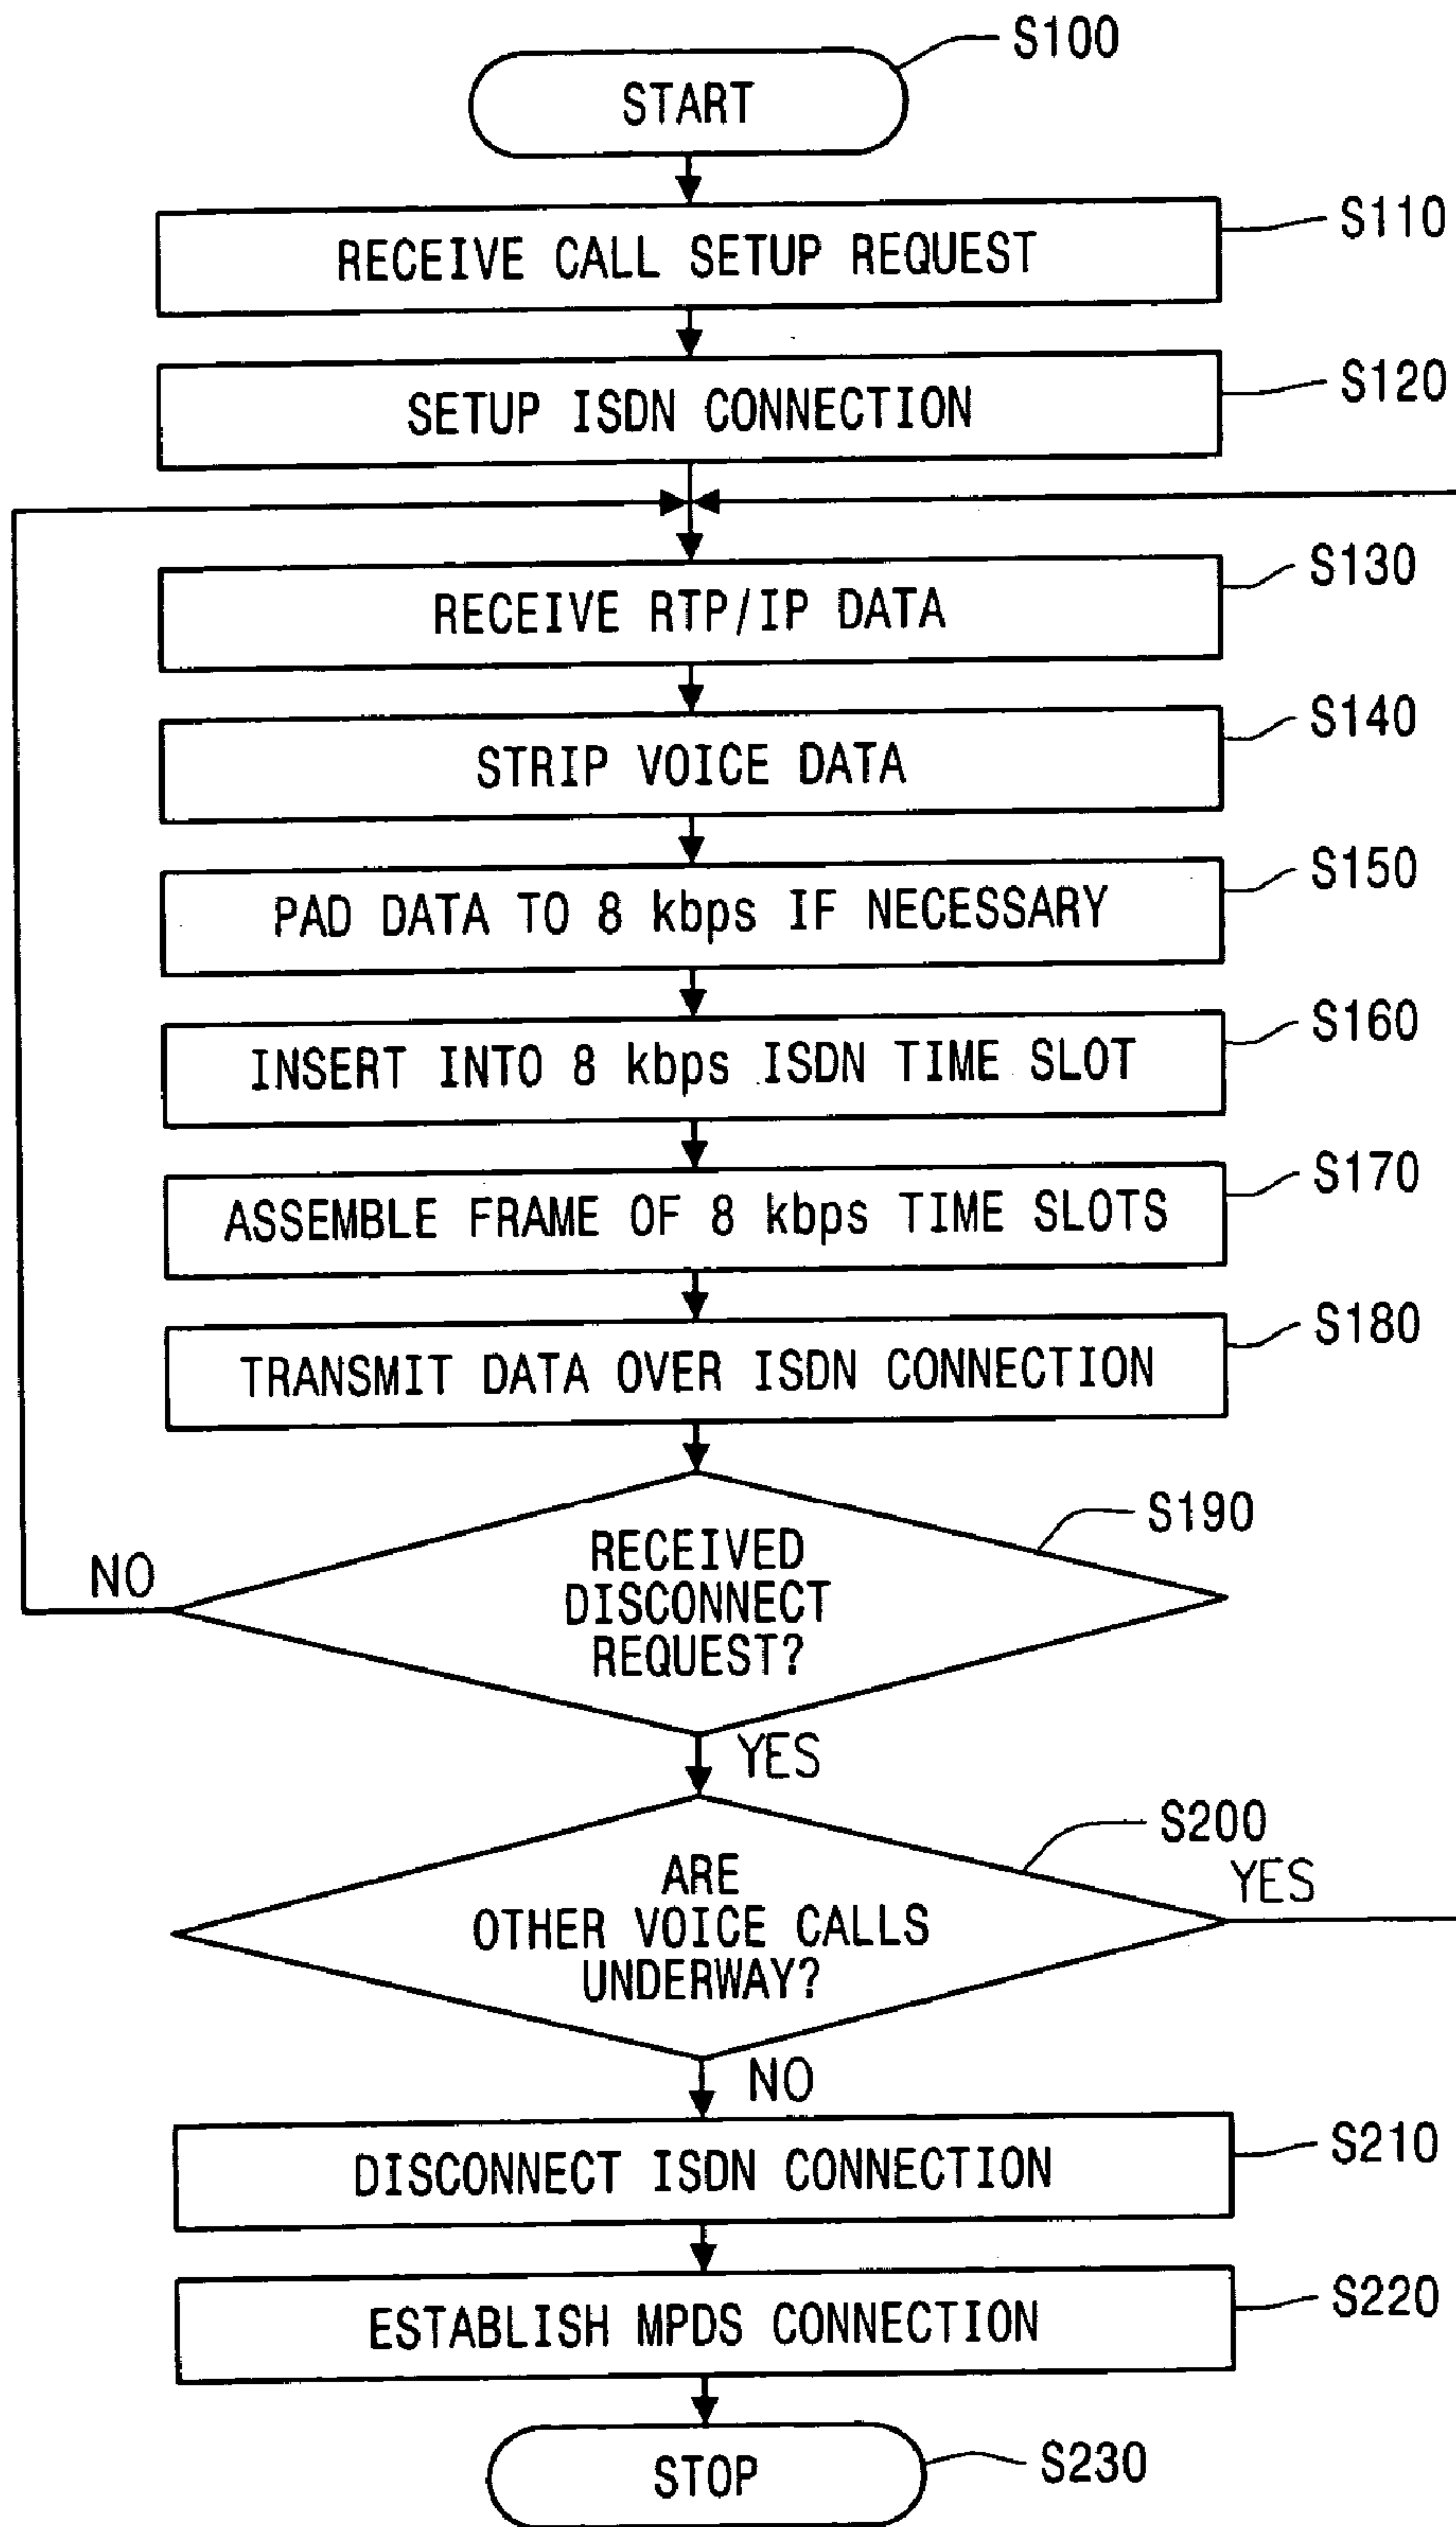 S100
START
S110
RECEIVE CALL SETUP REQUEST
S120
SETUP ISDN CONNECTION
S130
RECEIVE RTP/IP DATA
S140
STRIP VOICE DATA
S150
PAD DATA TO 8 kbps IF NECESSARY
S160
INSERT INTO 8 kbps ISDN TIME SLOT
S170
ASSEMBLE FRAME OF 8 kbps TIME SLOTS
S180
TRANSMIT DATA OVER ISDN CONNECTION
S190
NO
RECEIVED
DISCONNECT
REQUEST?
YES
S200
ARE
OTHER VOICE CALLS
UNDERWAY?
YES
NO
S210
DISCONNECT ISDN CONNECTION
S220
ESTABLISH MPDS CONNECTION
S230
STOP